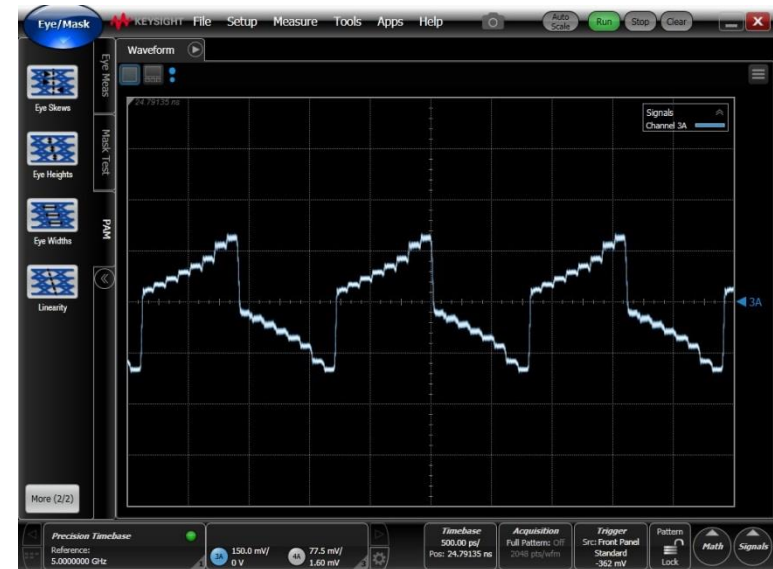 Eye/Mask
KEYSIGHT File Setup Measure Tools Apps Help
Auto Scale
Run
Stop
Clear
Waveform
Eye Meas
Mask Test
PAM
Eye Skews
Eye Heights
Eye Widths
Linearity
More (2/2)
24.79135 ns
Signals
Channel 3A
3A
Precision Timebase
Reference:
5.0000000 GHz
3A 150.0 mV/
0 V
4A 77.5 mV/
1.60 mV
Timebase
500.00 ps/
Pos: 24.79135 ns
Acquisition
Full Pattern: Off
2048 pts/wfm
Trigger
Src: Front Panel
Standard
-362 mV
Pattern
Lock
Math
Signals